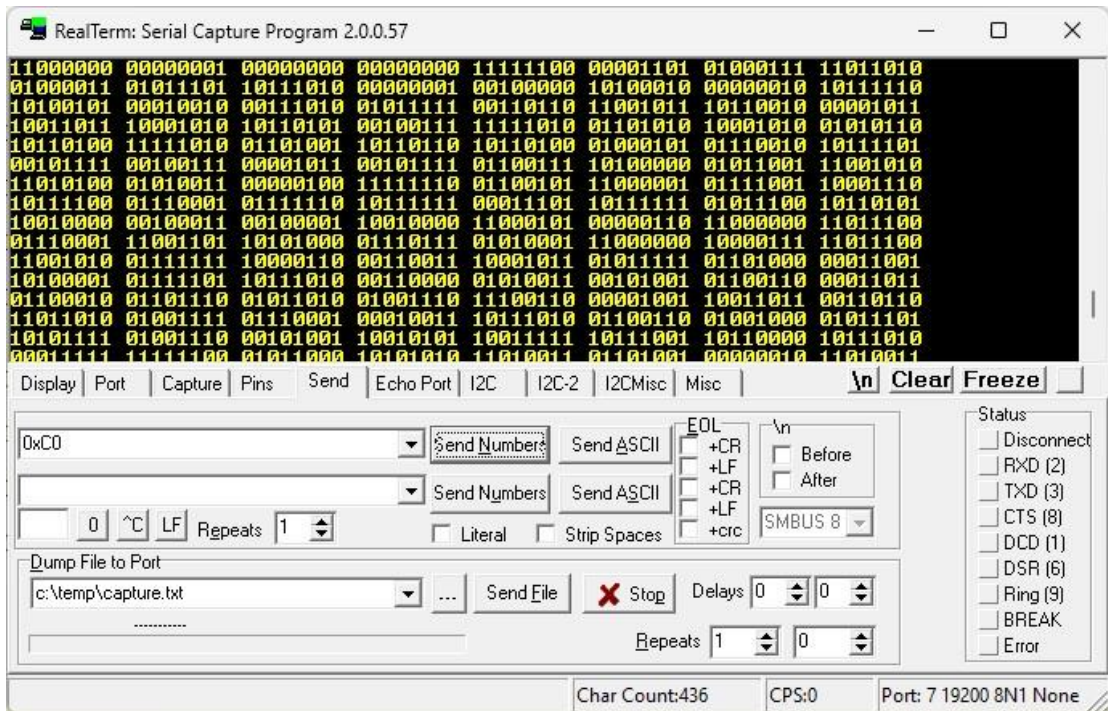 RealTerm: Serial Capture Program 2.0.0.57
11000000 00000001 00000000 00000000 11111100 00001101 01000111 11011010
01000011 01011101 10111010 00000001 00100000 10100010 00000010 10111110
10100101 00010010 00111010 01011111 00110110 11001011 10110010 00001011
10011011 10001010 10110101 00100111 11111010 01101010 10001010 01010110
10110100 11111010 01101001 10110110 10110100 01000101 01110010 10111101
00101111 00100111 00001011 00101111 01100111 10100000 01011001 11001010
11010100 01010011 00000100 11111110 01100101 11000001 01111001 10001110
10111100 01110001 01111110 10111111 00011101 10111111 01011100 10110110
10010000 00100011 00100001 10010000 11000101 00000110 11000000 11011100
01110001 11001101 10101000 01110111 01010001 11000000 10000111 11011100
11001010 01111111 10000110 00110011 10001011 01011111 01101000 00011001
10100001 01111101 10111010 00110000 01010011 00101001 01100110 00011011
01100010 01101110 01011010 01001110 11100110 00001001 10011011 00110110
11011010 01001111 01110001 00010011 10111010 01100110 01001000 01011101
10101111 01001110 00101001 10010101 10011111 10111001 10110000 10111010
00011111 11111100 01011000 10101010 11010011 01101001 00000010 11010011
Display Port Capture Pins Send Echo Port I2C I2C-2 I2CMisc Misc \n Clear Freeze
EOL \n Status
0xC0 Send Numbers Send ASCII +CR Before Disconnect
+LF After RXD (2)
Send Numbers Send ASCII +CR TXD (3)
+LF SMBUS 8 CTS (8)
0 ^C LF Repeats 1 Literal Strip Spaces +crc DCD (1)
Dump File to Port DSR (6)
c:\temp\capture.txt ... Send File Stop Delays 0 0 Ring (9)
----------- BREAK
Repeats 1 0 Error
Char Count:436 CPS:0 Port: 7 19200 8N1 None